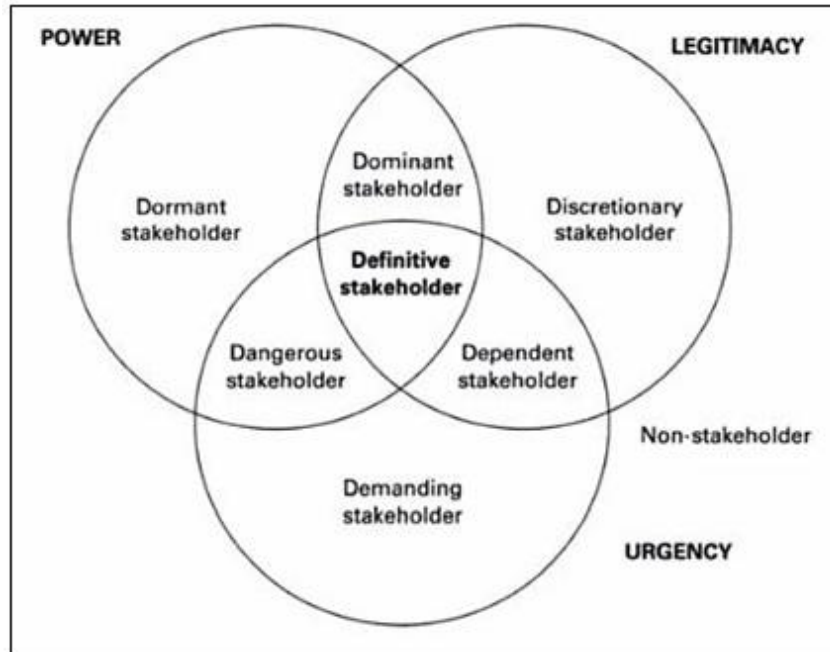 POWER
LEGITIMACY
Dominant
stakeholder
Dormant
stakeholder
Discretionary
stakeholder
Definitive
stakeholder
Dangerous
stakeholder
Dependent
stakeholder
Non-stakeholder
Demanding
stakeholder
URGENCY